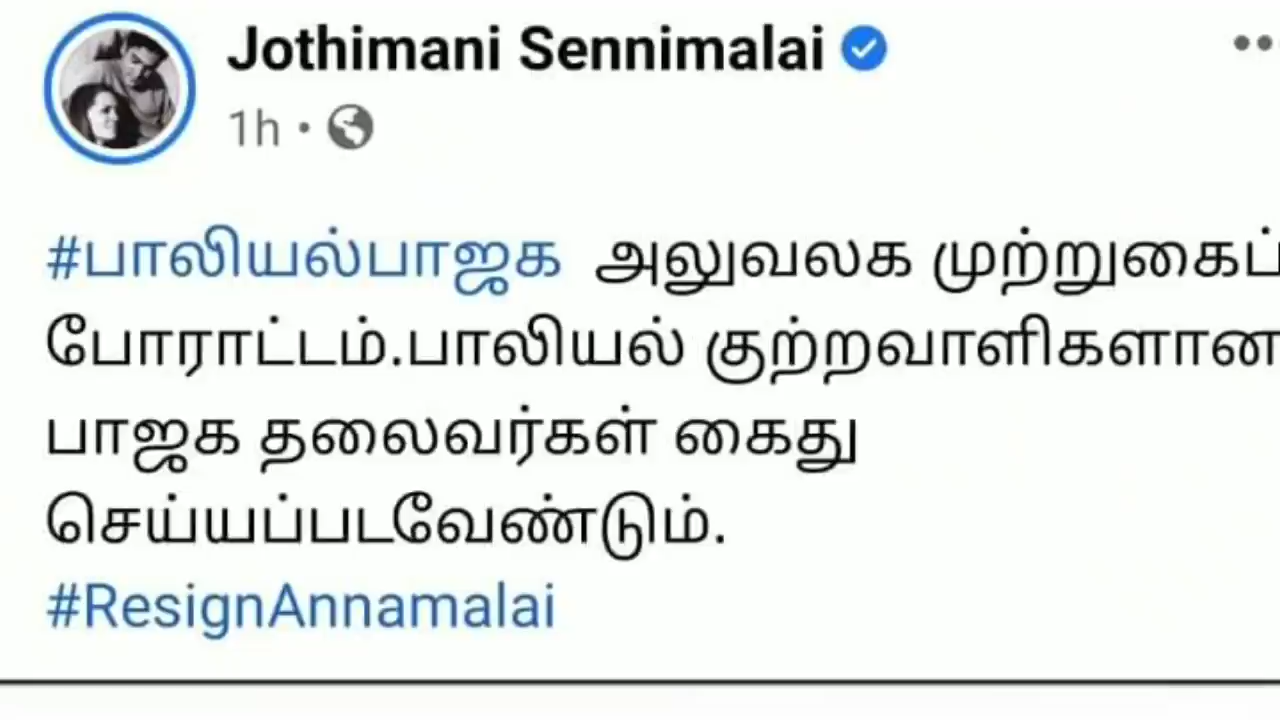 Jothimani Sennimalai
1h
#பாலியல்பாஜக அலுவலக முற்றுகைப்
போராட்டம்.பாலியல் குற்றவாளிகளான
பாஜக தலைவர்கள் கைது
செய்யப்படவேண்டும்.
#ResignAnnamalai